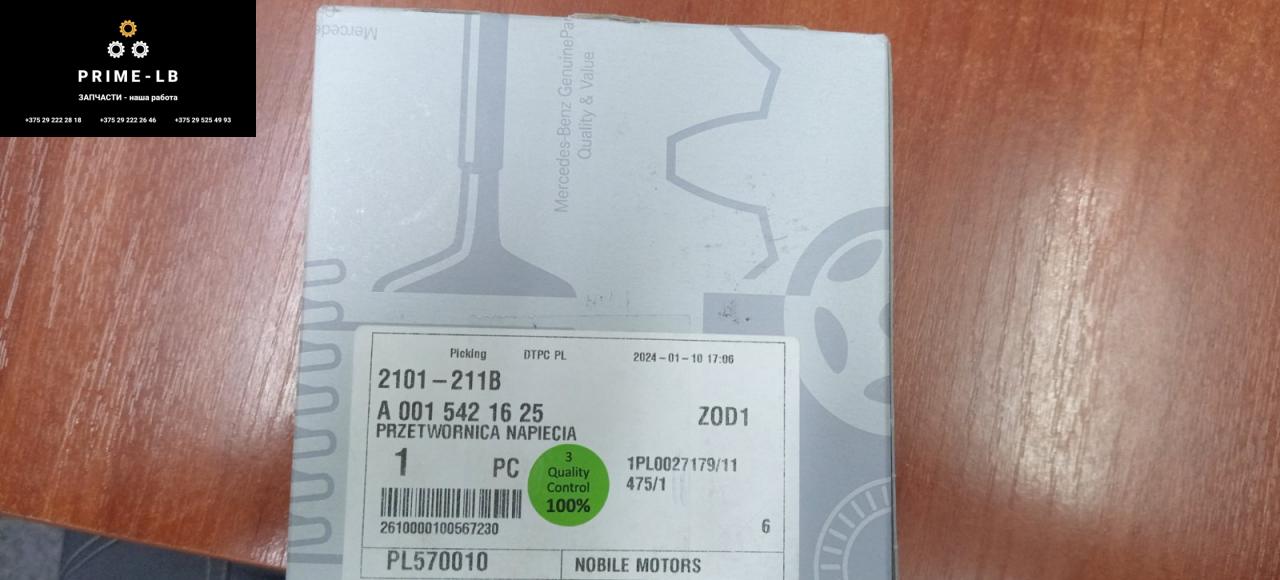 PRIME-LB
ЗАПЧАСТИ - наша работа
+375 29 222 28 18 +375 29 222 26 46 +375 29 525 49 93
Mercede
Mercedes-Benz GenuinePar
Quality & Value
Picking DTPC PL 2024-01-10 17:06
2101-211B
A 001 542 16 25 ZOD1
PRZETWORNICA NAPIECIA
1 PC
3
Quality
Control
100%
1PL0027179/11
475/1
2610000100567230
6
PL570010 NOBILE MOTORS